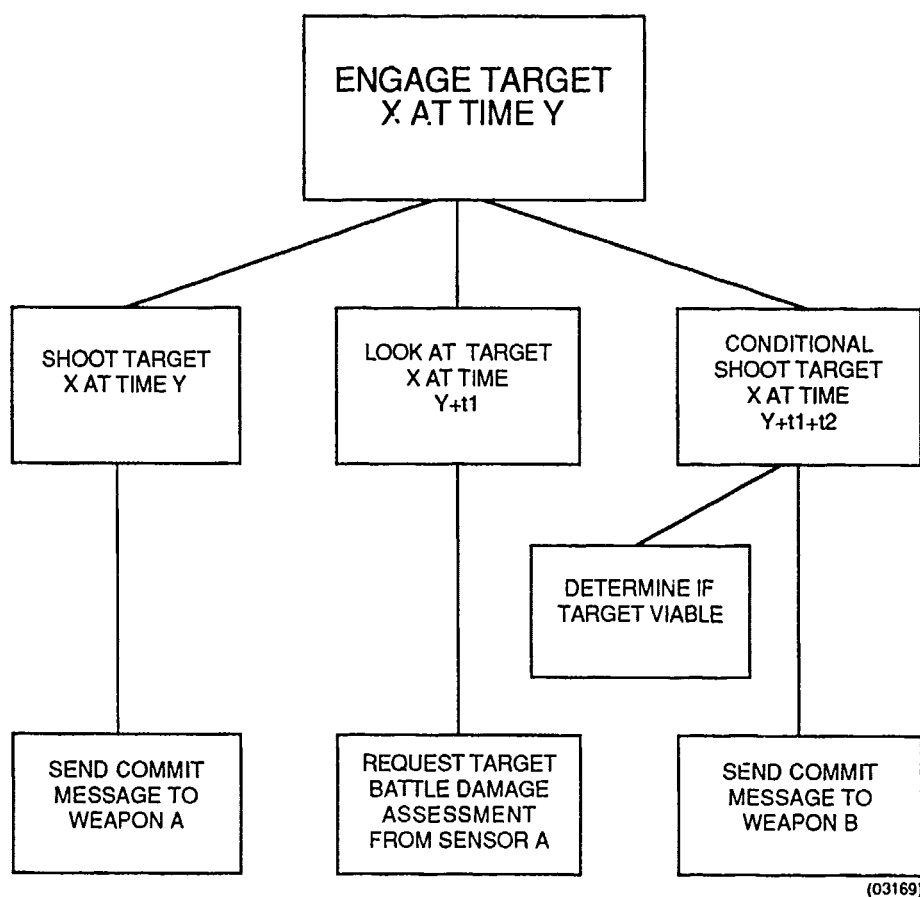 ENGAGE TARGET
X AT TIME Y
SHOOT TARGET
X AT TIME Y
LOOK AT TARGET
X AT TIME
Y+t1
CONDITIONAL
SHOOT TARGET
X AT TIME
Y+t1+t2
DETERMINE IF
TARGET VIABLE
SEND COMMIT
MESSAGE TO
WEAPON A
REQUEST TARGET
BATTLE DAMAGE
ASSESSMENT
FROM SENSOR A
SEND COMMIT
MESSAGE TO
WEAPON B
(03169)